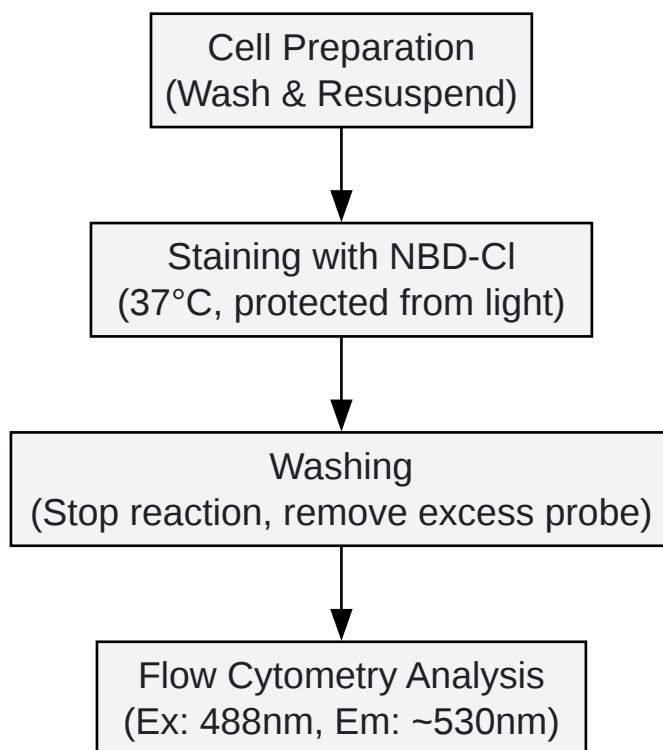 Cell Preparation
(Wash & Resuspend)
Staining with NBD-Cl
(37°C, protected from light)
Washing
(Stop reaction, remove excess probe)
Flow Cytometry Analysis
(Ex: 488nm, Em: ~530nm)